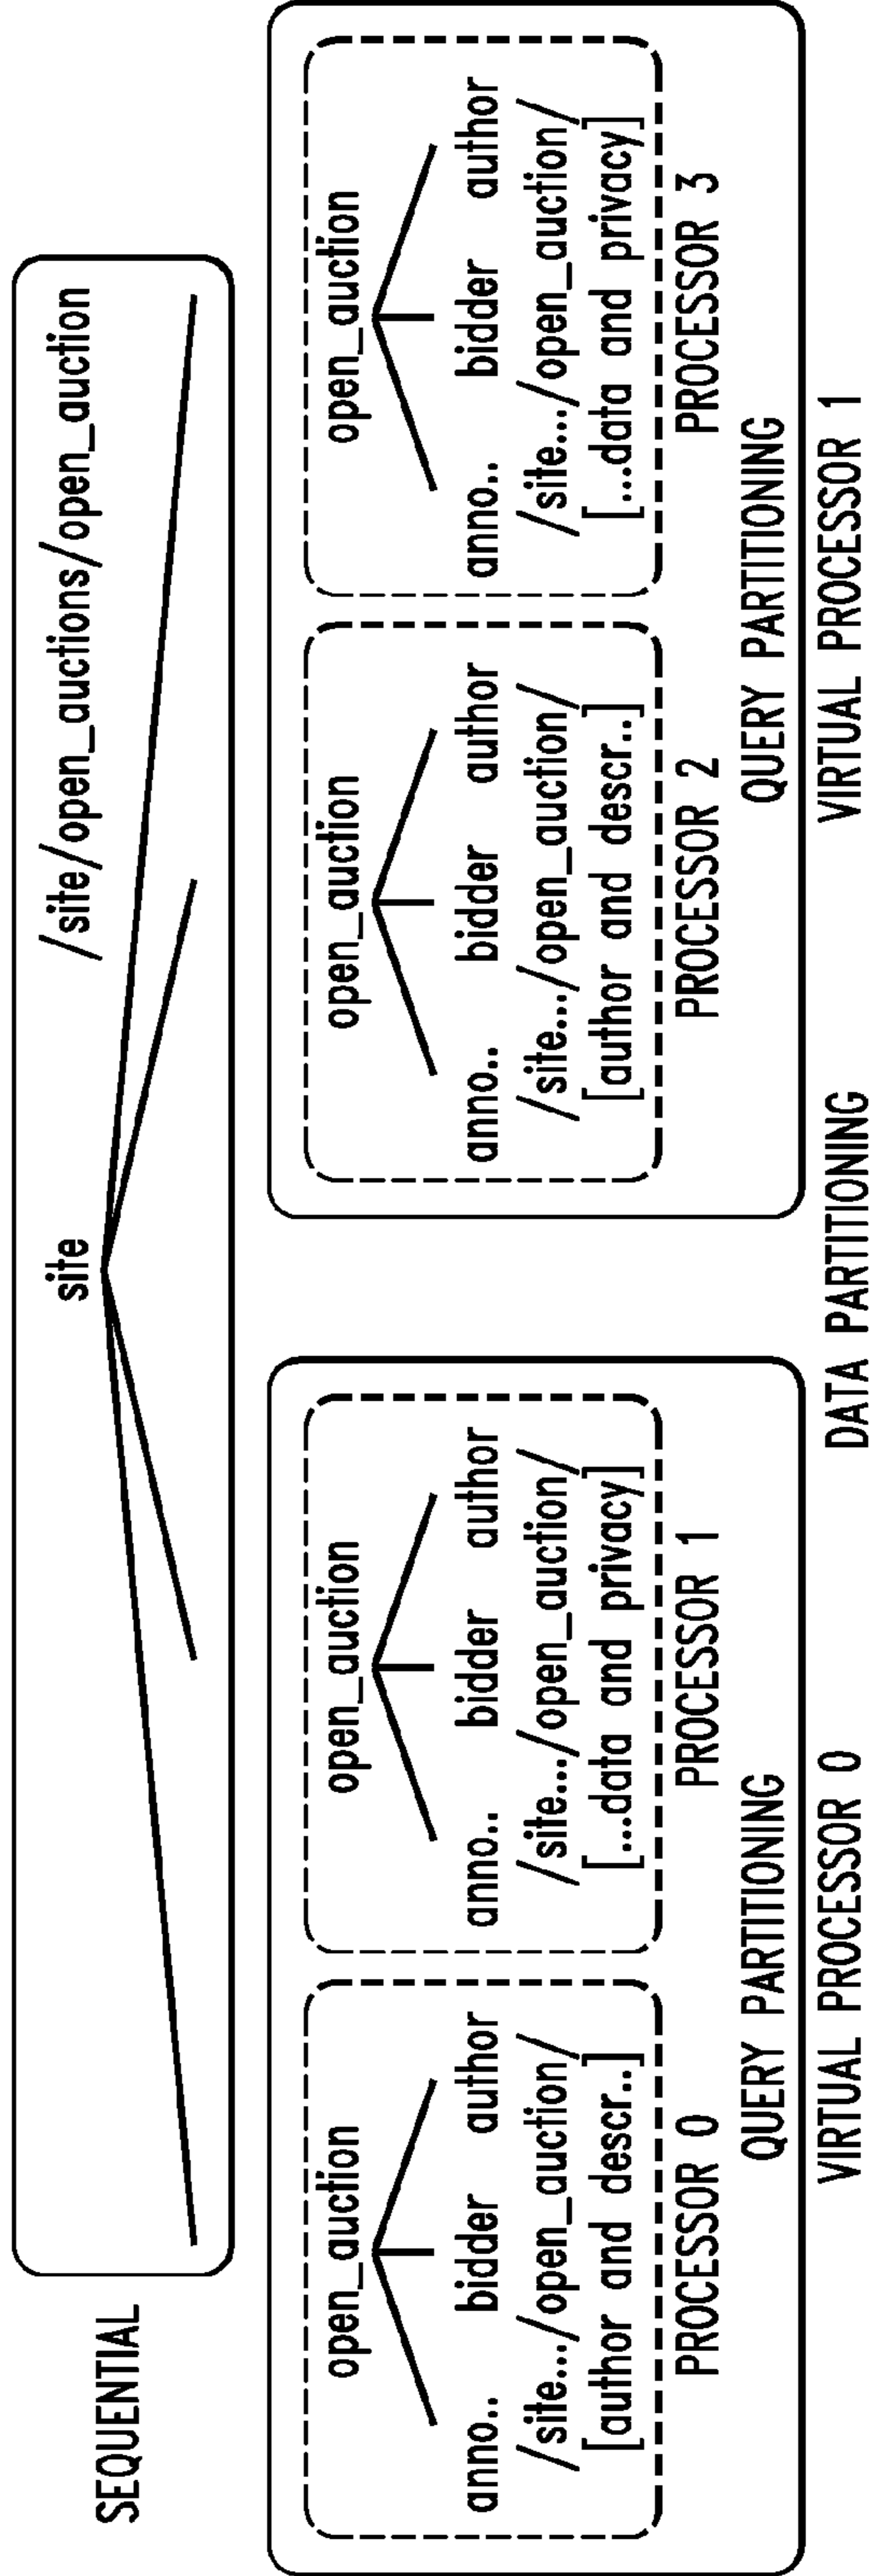 SEQUENTIAL
site
/site/open_auctions/open_auction
open_auction
anno.. bidder author
/site.../open_auction/
[author and descr..]
PROCESSOR 0
open_auction
anno.. bidder author
/site.../open_auction/
[...data and privacy]
PROCESSOR 1
QUERY PARTITIONING
VIRTUAL PROCESSOR 0
DATA PARTITIONING
open_auction
anno.. bidder author
/site.../open_auction/
[author and descr..]
PROCESSOR 2
open_auction
anno.. bidder author
/site.../open_auction/
[...data and privacy]
PROCESSOR 3
QUERY PARTITIONING
VIRTUAL PROCESSOR 1